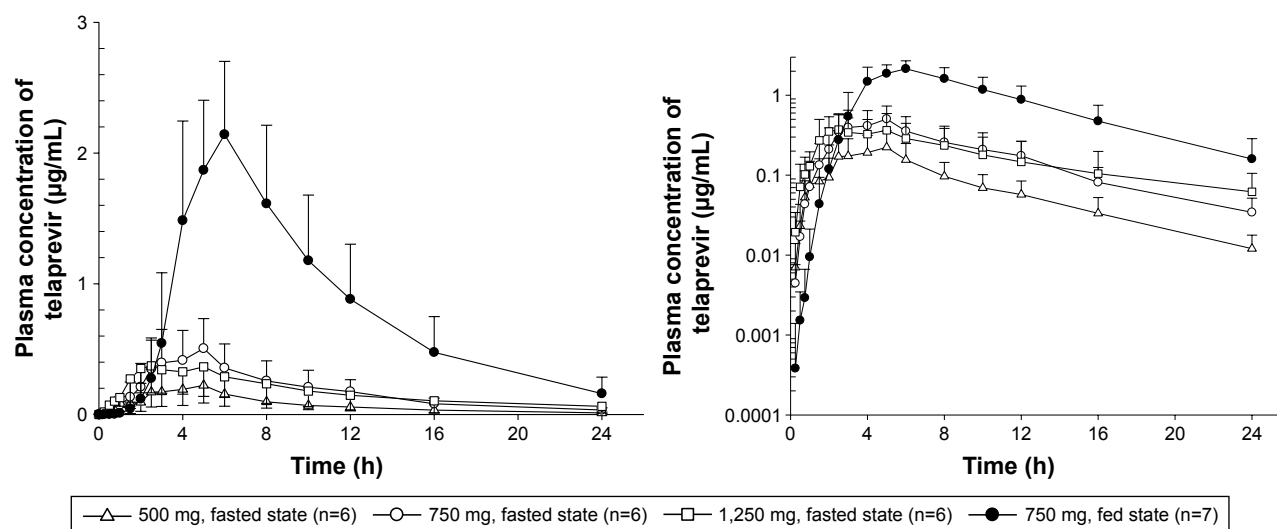 Plasma concentration of
telaprevir (µg/mL)
3
2
1
0
0 4 8 12 16 20 24
Time (h)
Plasma concentration of
telaprevir (µg/mL)
1
0.1
0.01
0.001
0.0001
0 4 8 12 16 20 24
Time (h)
500 mg, fasted state (n=6) 750 mg, fasted state (n=6) 1,250 mg, fasted state (n=6) 750 mg, fed state (n=7)